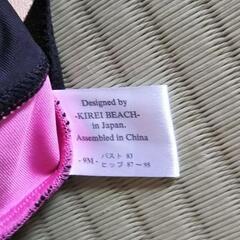 Designed by
-KIREI BEACH-
in Japan.
Assembled in China
- 9M - バスト 83
ヒップ 87 ~ 95